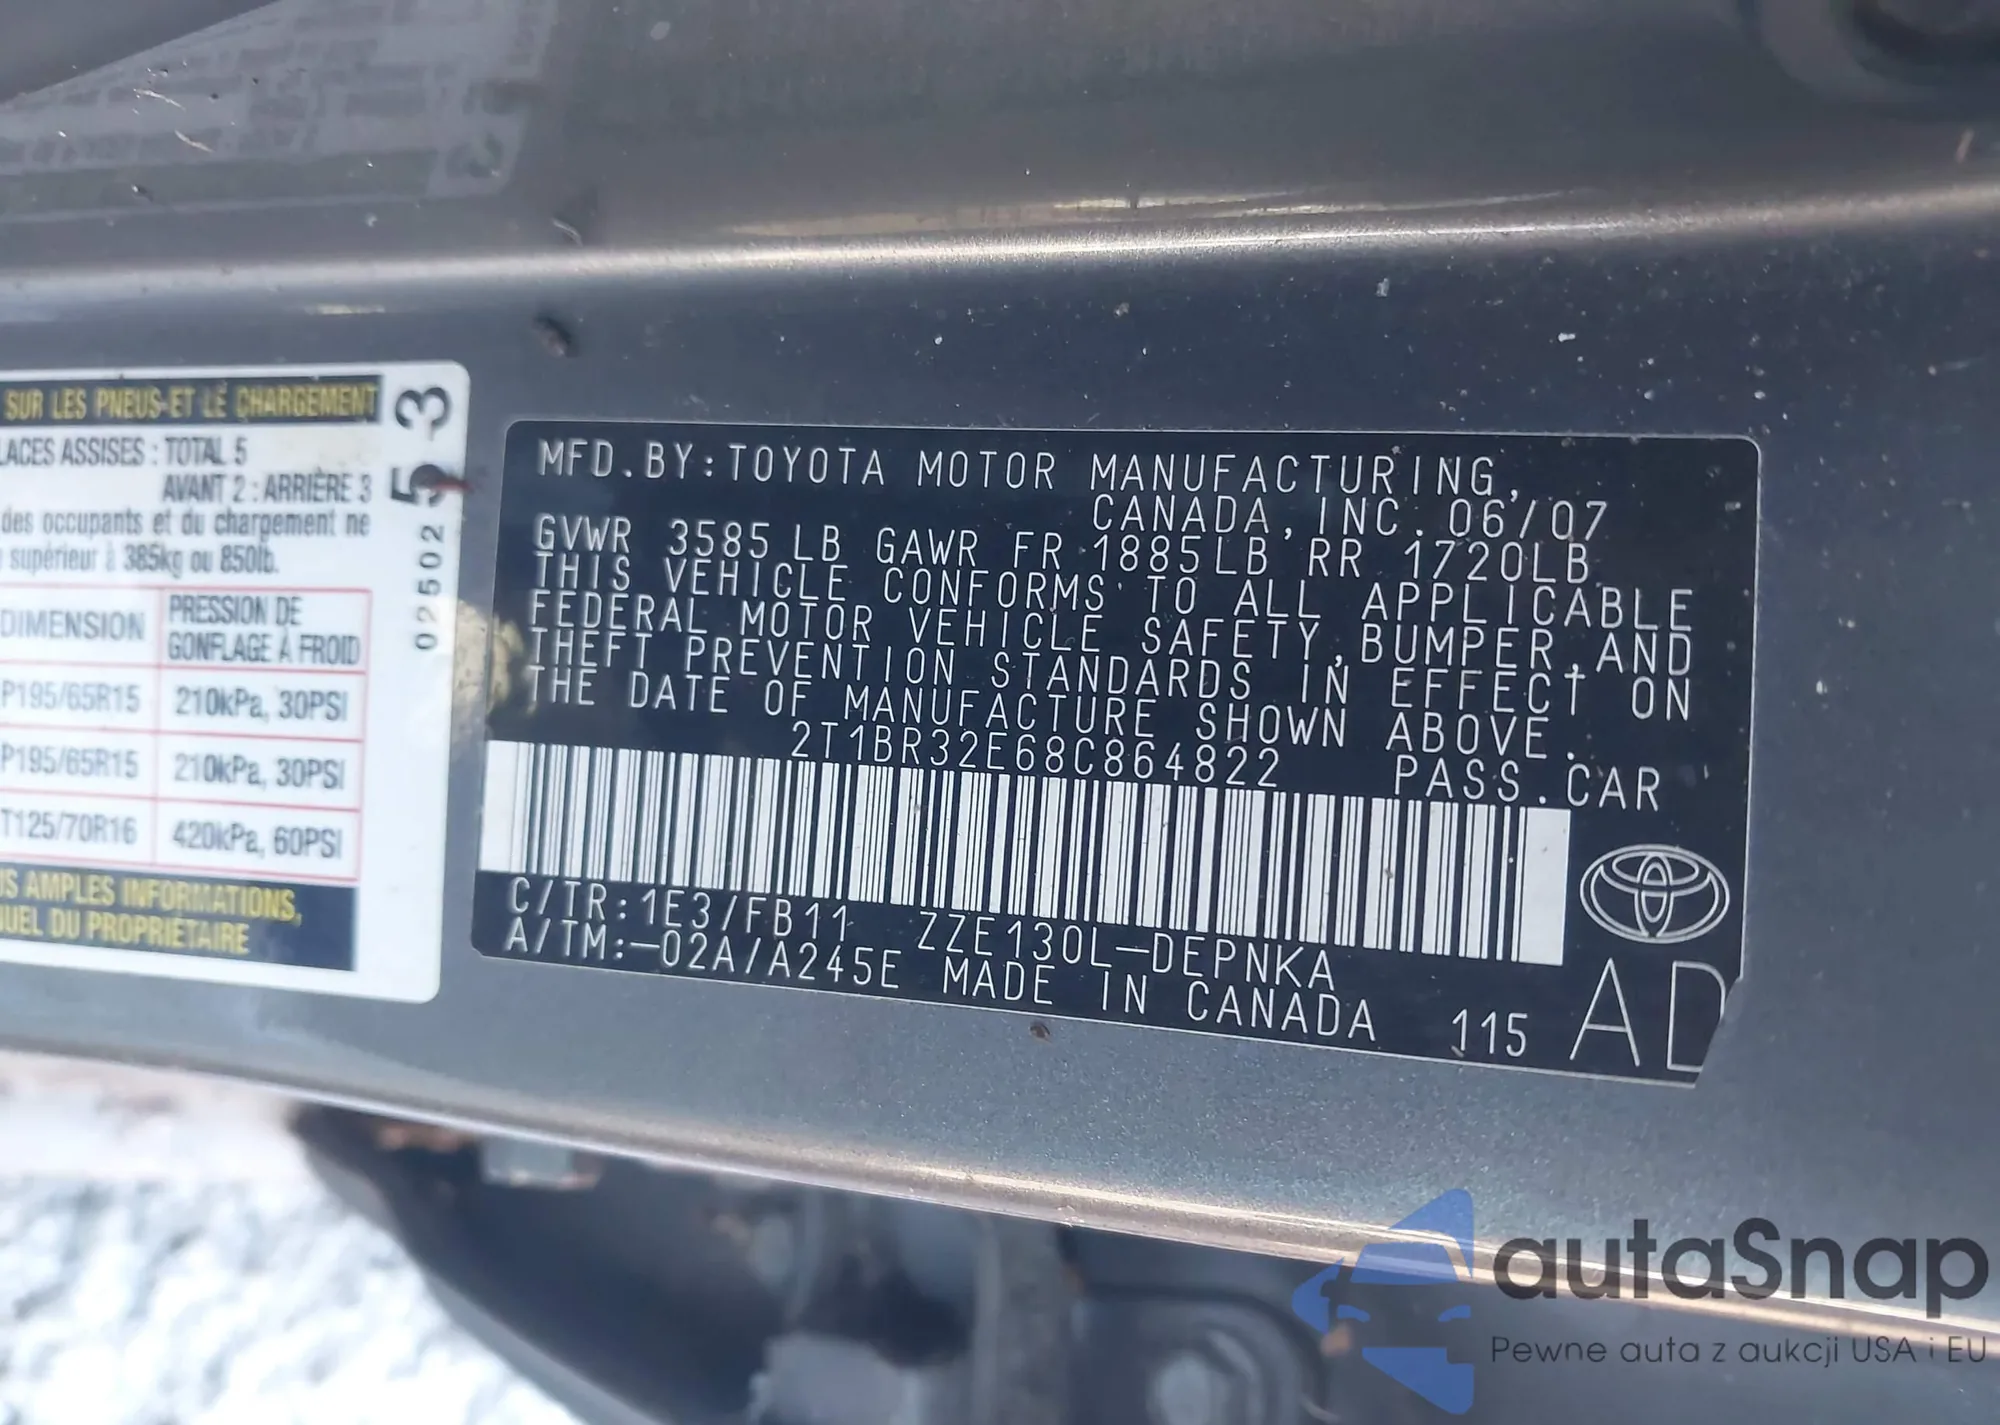 SUR LES PNEUS ET LE CHARGEMENT
LACES ASSISES : TOTAL 5
AVANT 2 : ARRIÈRE 3
des occupants et du chargement ne
supérieur à 385kg ou 850lb.
DIMENSION PRESSION DE GONFLAGE À FROID
P195/65R15 210kPa, 30PSI
P195/65R15 210kPa, 30PSI
T125/70R16 420kPa, 60PSI
NS AMPLES INFORMATIONS,
UEL DU PROPRIÉTAIRE
02502 53
MFD.BY:TOYOTA MOTOR MANUFACTURING,
CANADA,INC. 06/07
GVWR 3585LB GAWR FR 1885LB RR 1720LB
THIS VEHICLE CONFORMS TO ALL APPLICABLE
FEDERAL MOTOR VEHICLE SAFETY,BUMPER,AND
THEFT PREVENTION STANDARDS IN EFFECT ON
THE DATE OF MANUFACTURE SHOWN ABOVE.
2T1BR32E68C864822 PASS.CAR
C/TR:1E3/FB11 ZZE130L-DEPNKA
A/TM:-02A/A245E MADE IN CANADA 115 AD
autaSnap
Pewne auta z aukcji USA i EU